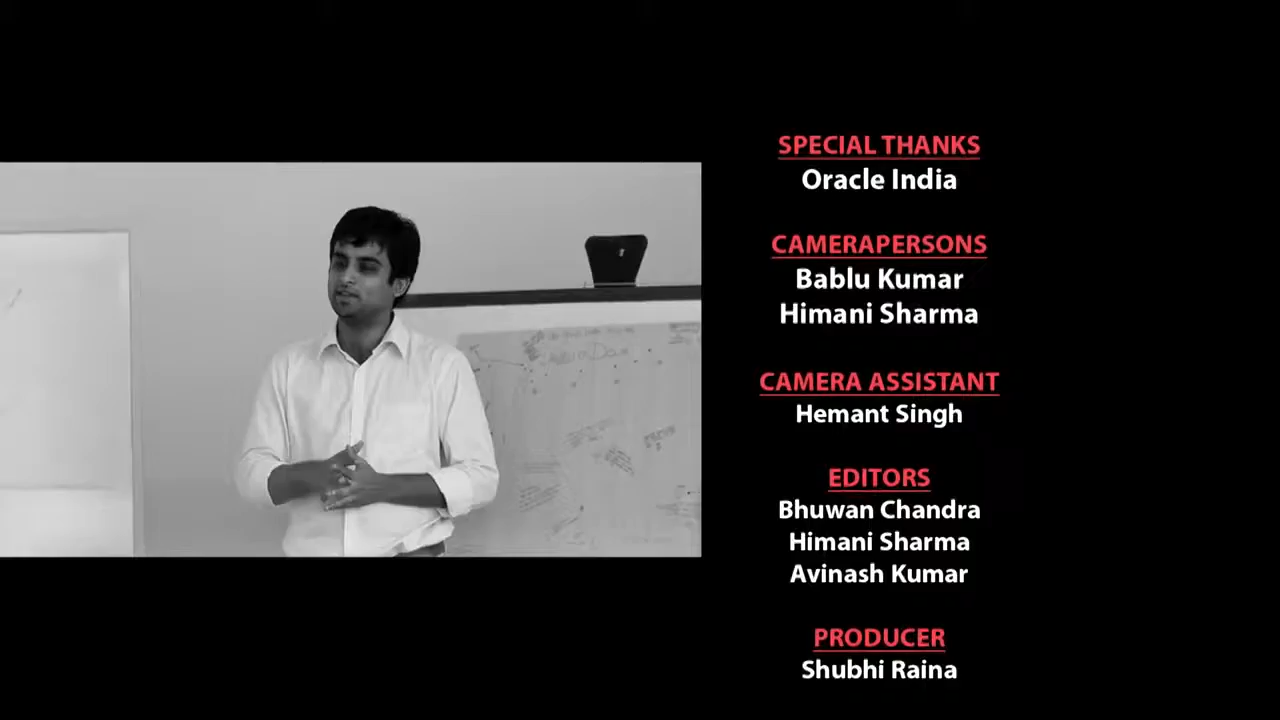 SPECIAL THANKS
Oracle India
CAMERAPERSONS
Bablu Kumar
Himani Sharma
CAMERA ASSISTANT
Hemant Singh
EDITORS
Bhuwan Chandra
Himani Sharma
Avinash Kumar
PRODUCER
Shubhi Raina